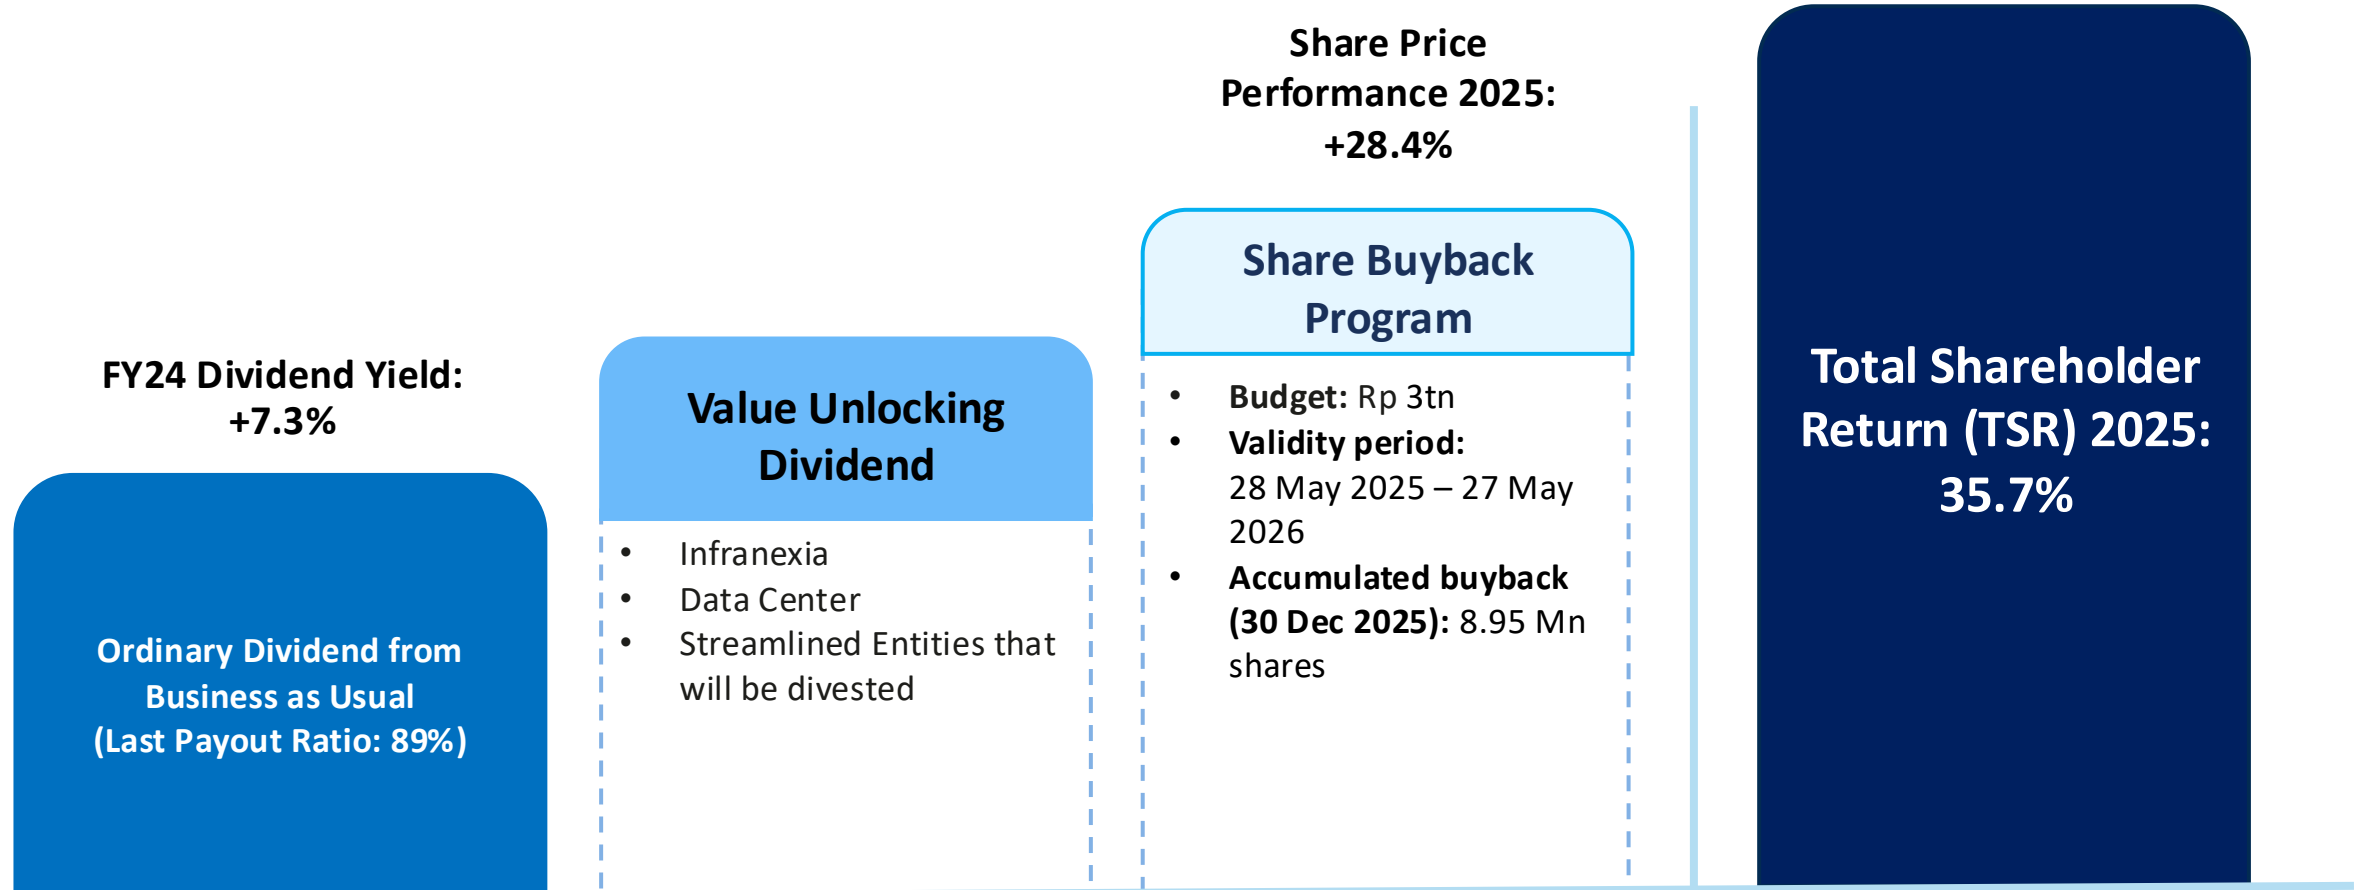 FY24 Dividend Yield:
+7.3%
Ordinary Dividend from
Business as Usual
(Last Payout Ratio: 89%)
Value Unlocking
Dividend
• Infranexia
• Data Center
• Streamlined Entities that
will be divested
Share Price
Performance 2025:
+28.4%
Share Buyback
Program
• Budget: Rp 3tn
• Validity period:
28 May 2025 – 27 May
2026
• Accumulated buyback
(30 Dec 2025): 8.95 Mn
shares
Total Shareholder
Return (TSR) 2025:
35.7%